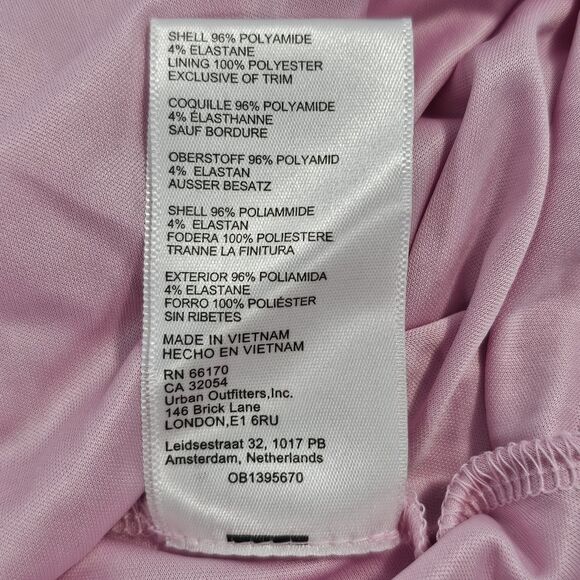 SHELL 96% POLYAMIDE
4% ELASTANE
LINING 100% POLYESTER
EXCLUSIVE OF TRIM
COQUILLE 96% POLYAMIDE
4% ÉLASTHANNE
SAUF BORDURE
OBERSTOFF 96% POLYAMID
4% ELASTAN
AUSSER BESATZ
SHELL 96% POLIAMMIDE
4% ELASTAN
FODERA 100% POLIESTERE
TRANNE LA FINITURA
EXTERIOR 96% POLIAMIDA
4% ELASTANE
FORRO 100% POLIÉSTER
SIN RIBETES
MADE IN VIETNAM
HECHO EN VIETNAM
RN 66170
CA 32054
Urban Outfitters,Inc.
146 Brick Lane
LONDON,E1 6RU
Leidsestraat 32, 1017 PB
Amsterdam, Netherlands
OB1395670